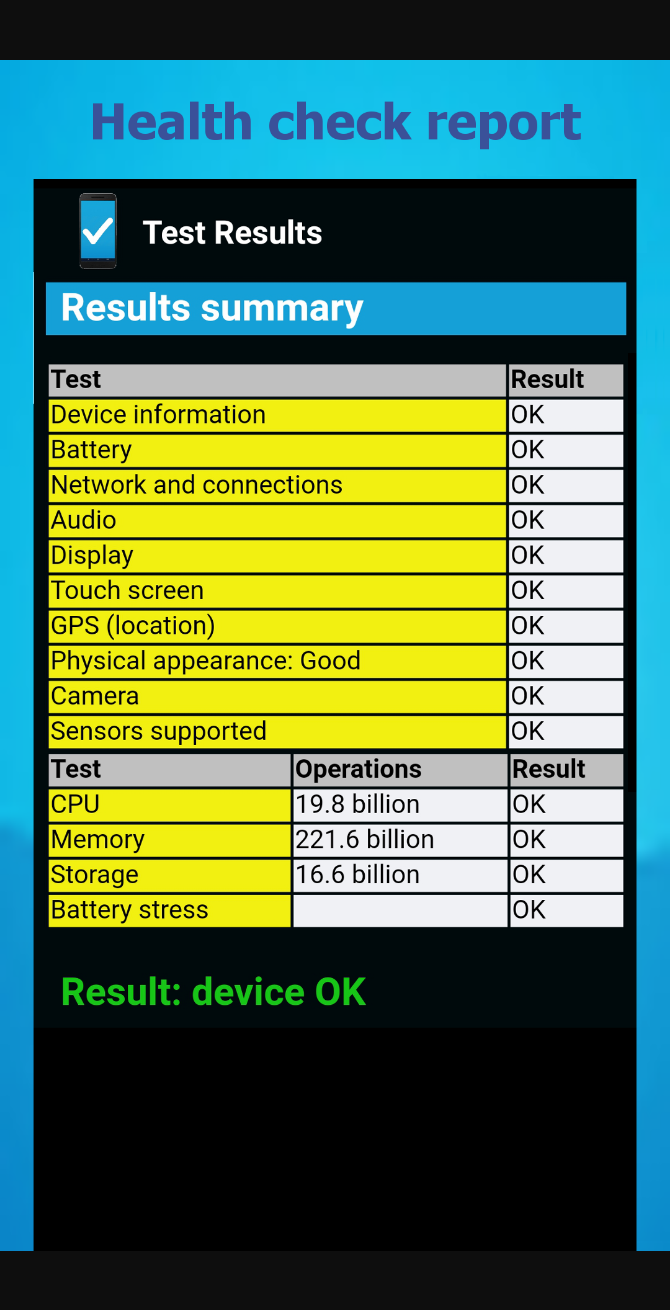 Health check report
Test Results
Results summary
Test Result
Device information OK
Battery OK
Network and connections OK
Audio OK
Display OK
Touch screen OK
GPS (location) OK
Physical appearance: Good OK
Camera OK
Sensors supported OK
Test Operations Result
CPU 19.8 billion OK
Memory 221.6 billion OK
Storage 16.6 billion OK
Battery stress OK
Result: device OK